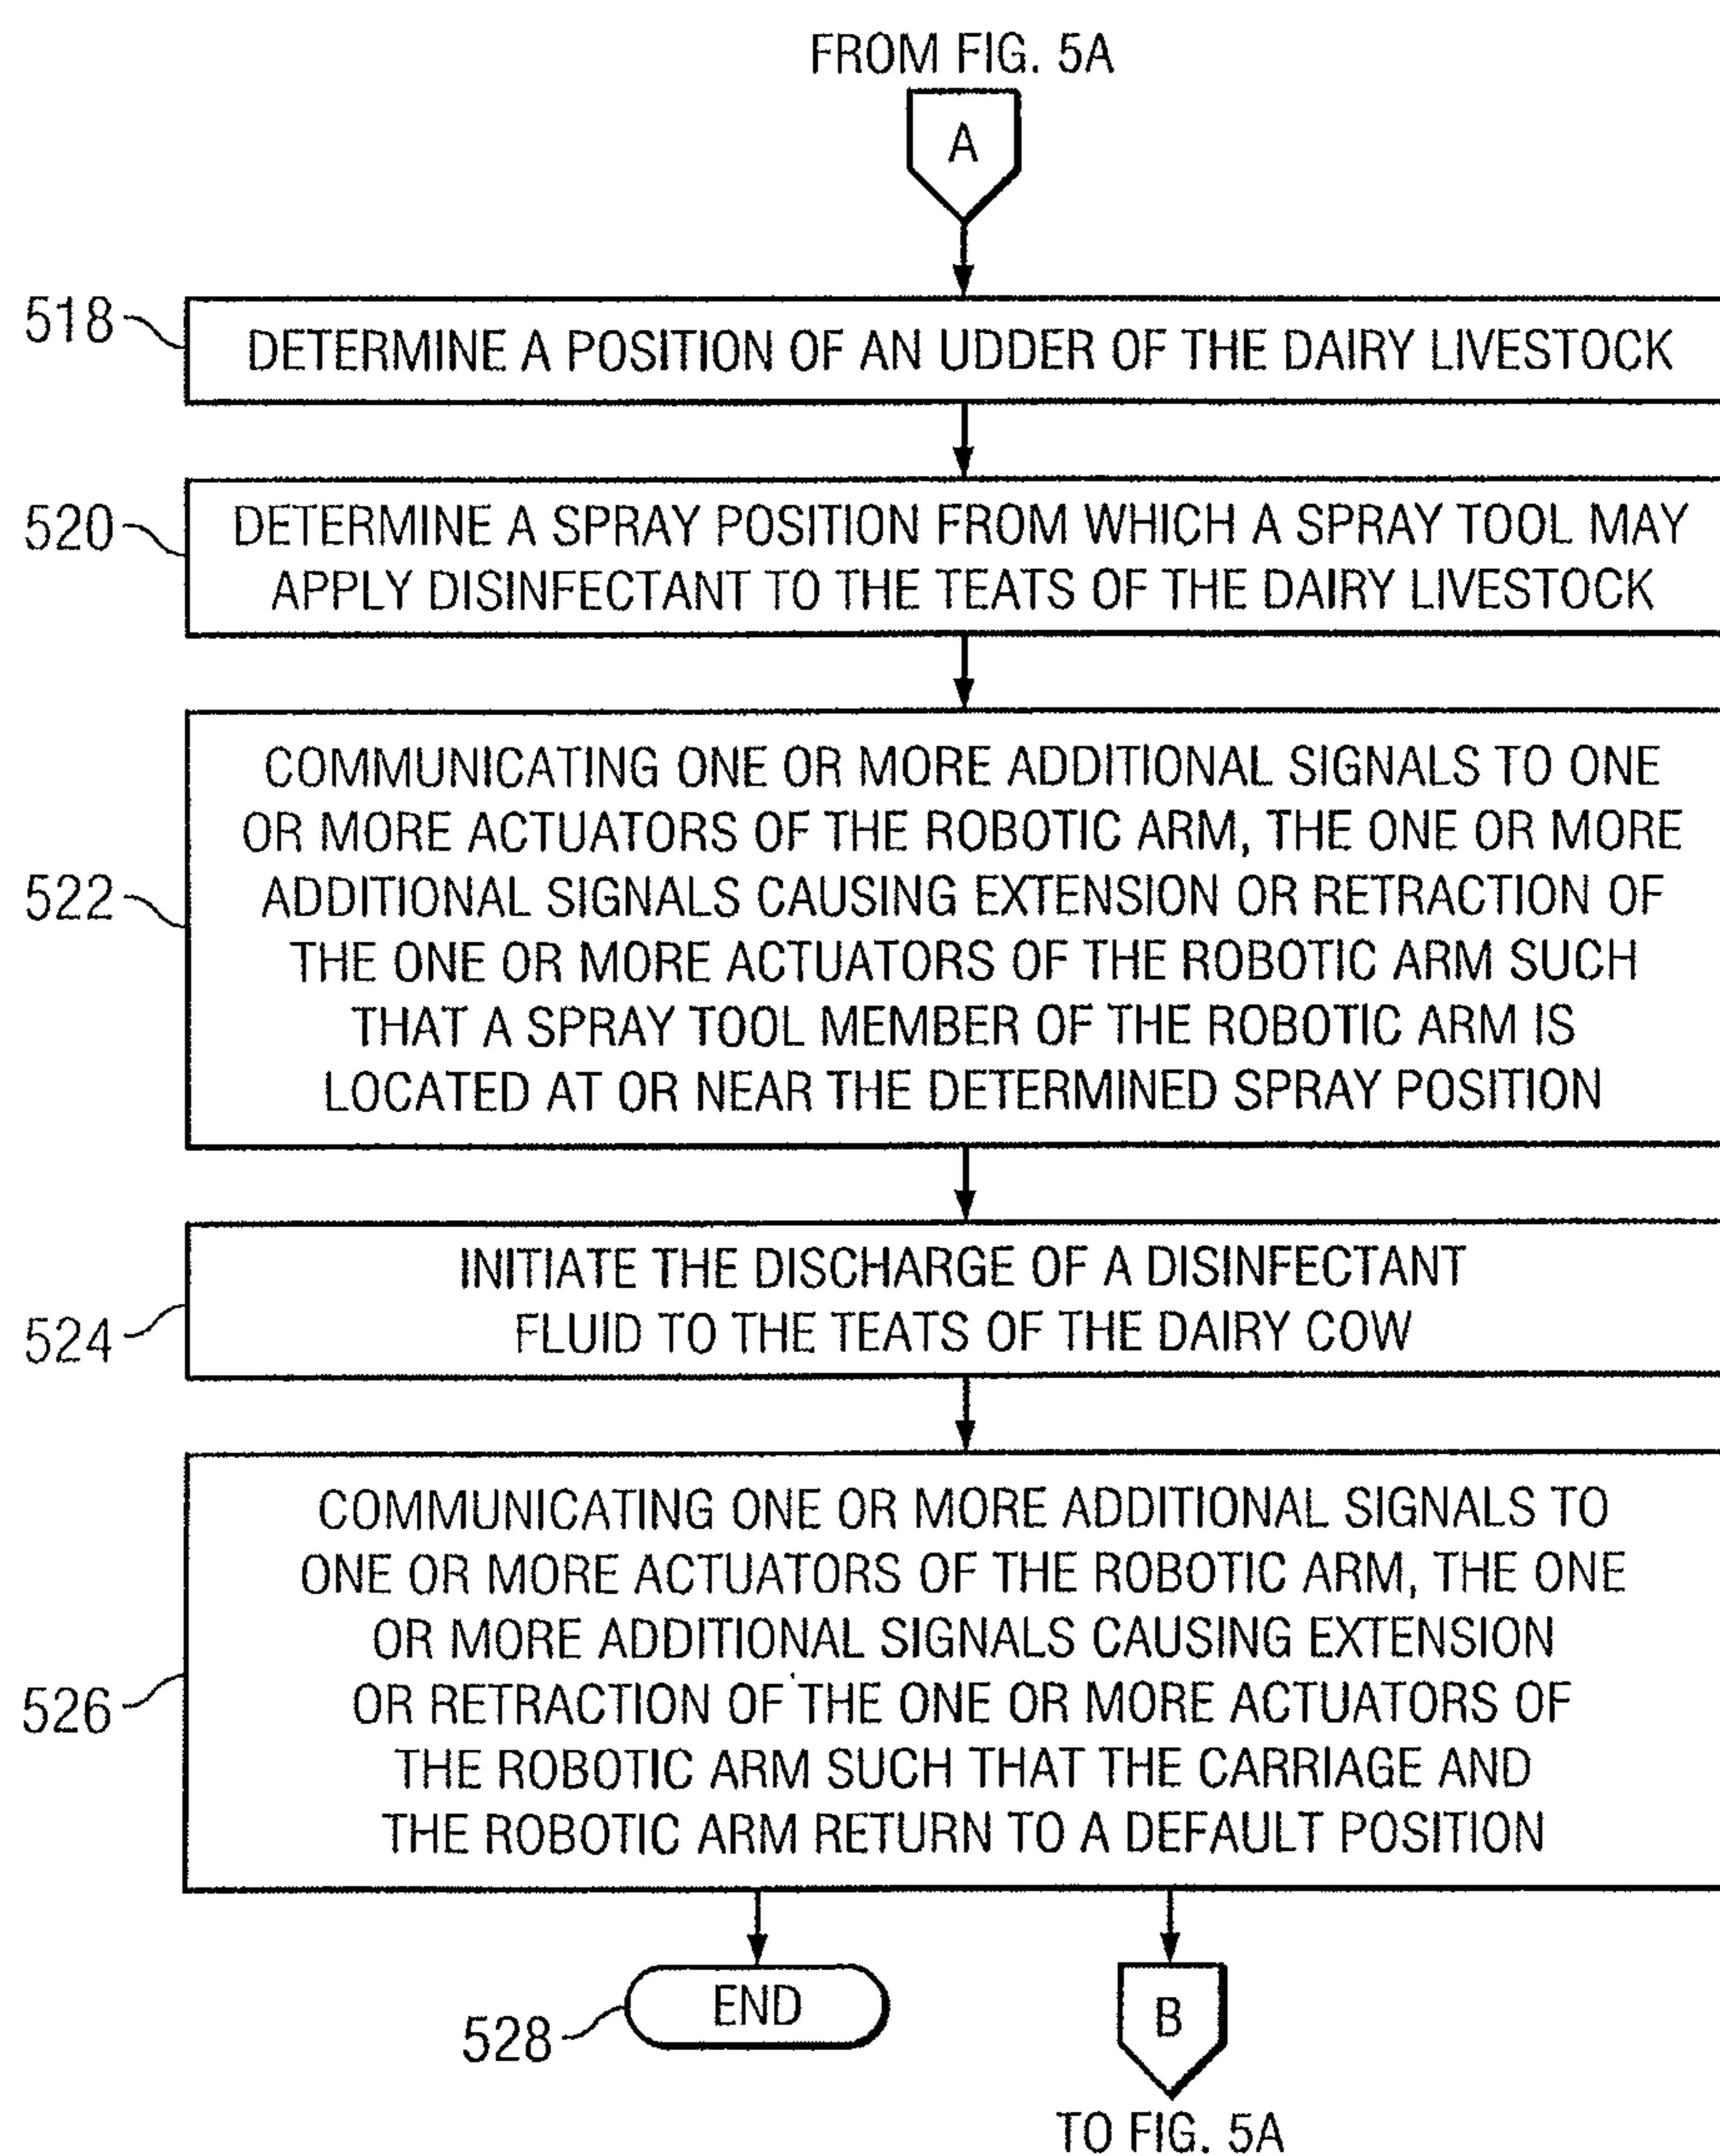 FROM FIG. 5A
A
518
DETERMINE A POSITION OF AN UDDER OF THE DAIRY LIVESTOCK
520
DETERMINE A SPRAY POSITION FROM WHICH A SPRAY TOOL MAY
APPLY DISINFECTANT TO THE TEATS OF THE DAIRY LIVESTOCK
522
COMMUNICATING ONE OR MORE ADDITIONAL SIGNALS TO ONE
OR MORE ACTUATORS OF THE ROBOTIC ARM, THE ONE OR MORE
ADDITIONAL SIGNALS CAUSING EXTENSION OR RETRACTION OF
THE ONE OR MORE ACTUATORS OF THE ROBOTIC ARM SUCH
THAT A SPRAY TOOL MEMBER OF THE ROBOTIC ARM IS
LOCATED AT OR NEAR THE DETERMINED SPRAY POSITION
524
INITIATE THE DISCHARGE OF A DISINFECTANT
FLUID TO THE TEATS OF THE DAIRY COW
526
COMMUNICATING ONE OR MORE ADDITIONAL SIGNALS TO
ONE OR MORE ACTUATORS OF THE ROBOTIC ARM, THE ONE
OR MORE ADDITIONAL SIGNALS CAUSING EXTENSION
OR RETRACTION OF THE ONE OR MORE ACTUATORS OF
THE ROBOTIC ARM SUCH THAT THE CARRIAGE AND
THE ROBOTIC ARM RETURN TO A DEFAULT POSITION
528
END
B
TO FIG. 5A